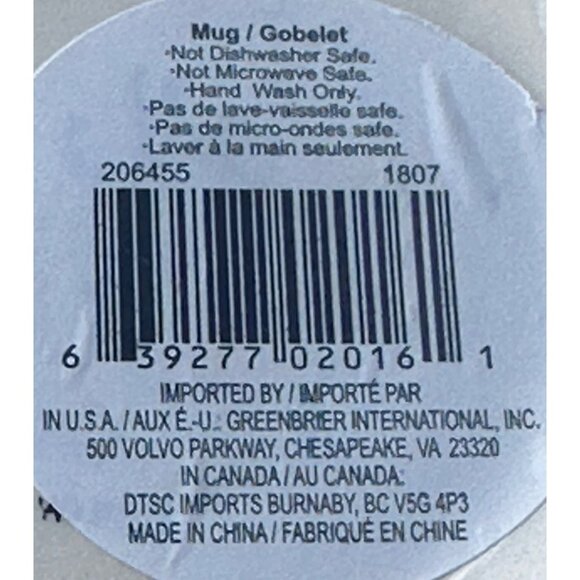 Mug / Gobelet
•Not Dishwasher Safe.
•Not Microwave Safe.
•Hand Wash Only.
•Pas de lave-vaisselle safe.
•Pas de micro-ondes safe.
•Laver à la main seulement.
206455 1807
6 39277 02016 1
IMPORTED BY / IMPORTÉ PAR
IN U.S.A. / AUX É.-U.: GREENBRIER INTERNATIONAL, INC.
500 VOLVO PARKWAY, CHESAPEAKE, VA 23320
IN CANADA / AU CANADA:
DTSC IMPORTS BURNABY, BC V5G 4P3
MADE IN CHINA / FABRIQUÉ EN CHINE